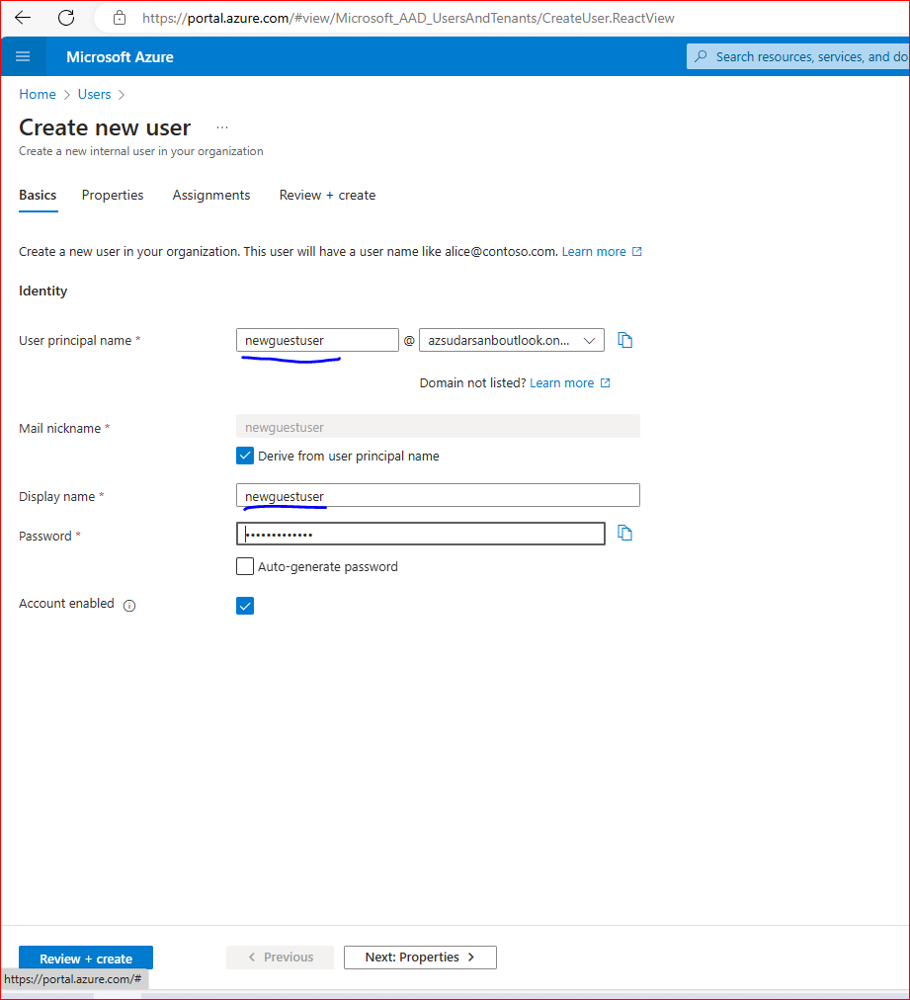 https://portal.azure.com/#view/Microsoft_AAD_UsersAndTenants/CreateUser.ReactView
Microsoft Azure
Search resources, services, and do
Home > Users >
Create new user ...
Create a new internal user in your organization
Basics Properties Assignments Review + create
Create a new user in your organization. This user will have a user name like alice@contoso.com. Learn more
Identity
User principal name * newguestuser @ azsudarsanboutlook.on...
Domain not listed? Learn more
Mail nickname * newguestuser
Derive from user principal name
Display name * newguestuser
Password * •••••••••••••
Auto-generate password
Account enabled
Review + create < Previous Next: Properties >
https://portal.azure.com/#